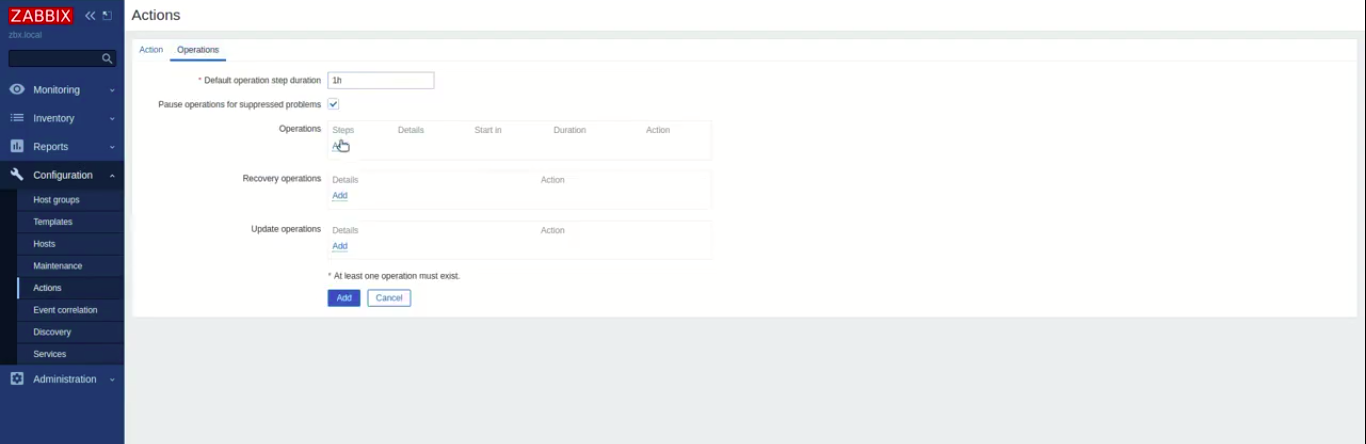 ZABBIX
zbx.local
Monitoring
Inventory
Reports
Configuration
Host groups
Templates
Hosts
Maintenance
Actions
Event correlation
Discovery
Services
Administration
Actions
Action Operations
* Default operation step duration 1h
Pause operations for suppressed problems
Operations Steps Details Start in Duration Action
Recovery operations Details Action
Add
Update operations Details Action
Add
* At least one operation must exist.
Add Cancel